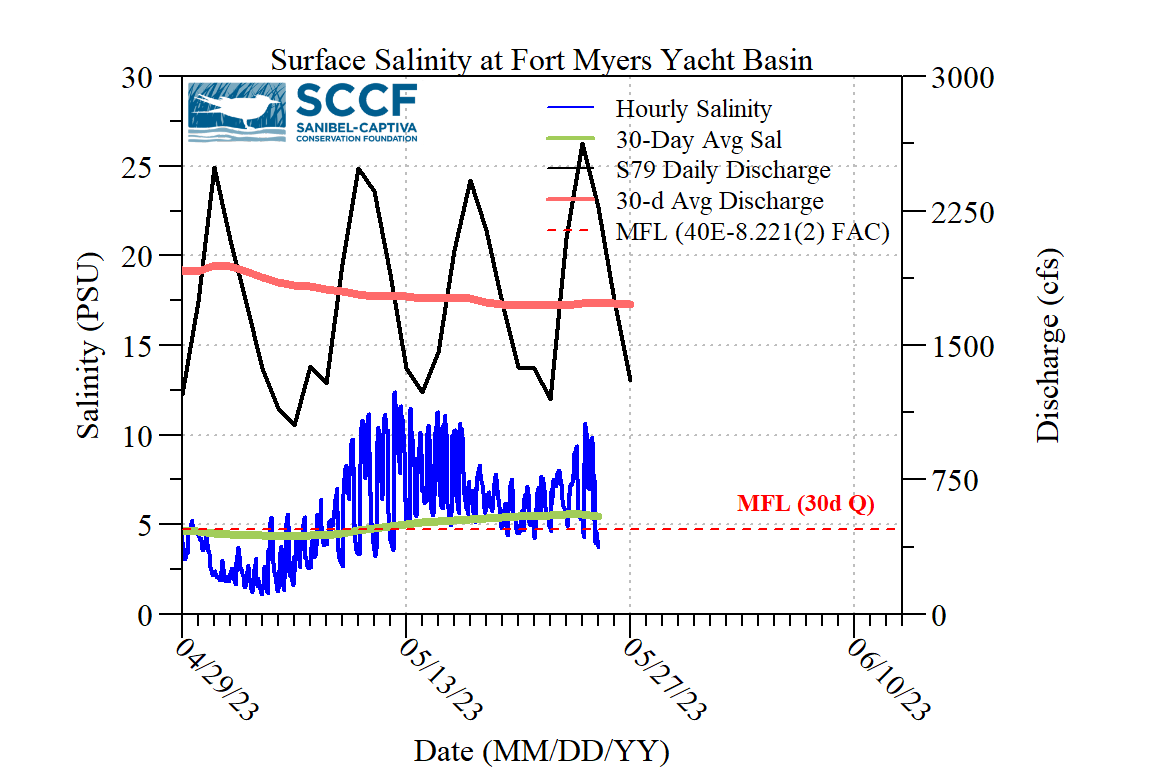 Surface Salinity at Fort Myers Yacht Basin
SCCF
SANIBEL-CAPTIVA
CONSERVATION FOUNDATION
Hourly Salinity
30-Day Avg Sal
S79 Daily Discharge
30-d Avg Discharge
MFL (40E-8.221(2) FAC)
30
25
20
15
10
5
0
Salinity (PSU)
3000
2250
1500
750
0
Discharge (cfs)
MFL (30d Q)
04/29/23
05/13/23
05/27/23
06/10/23
Date (MM/DD/YY)